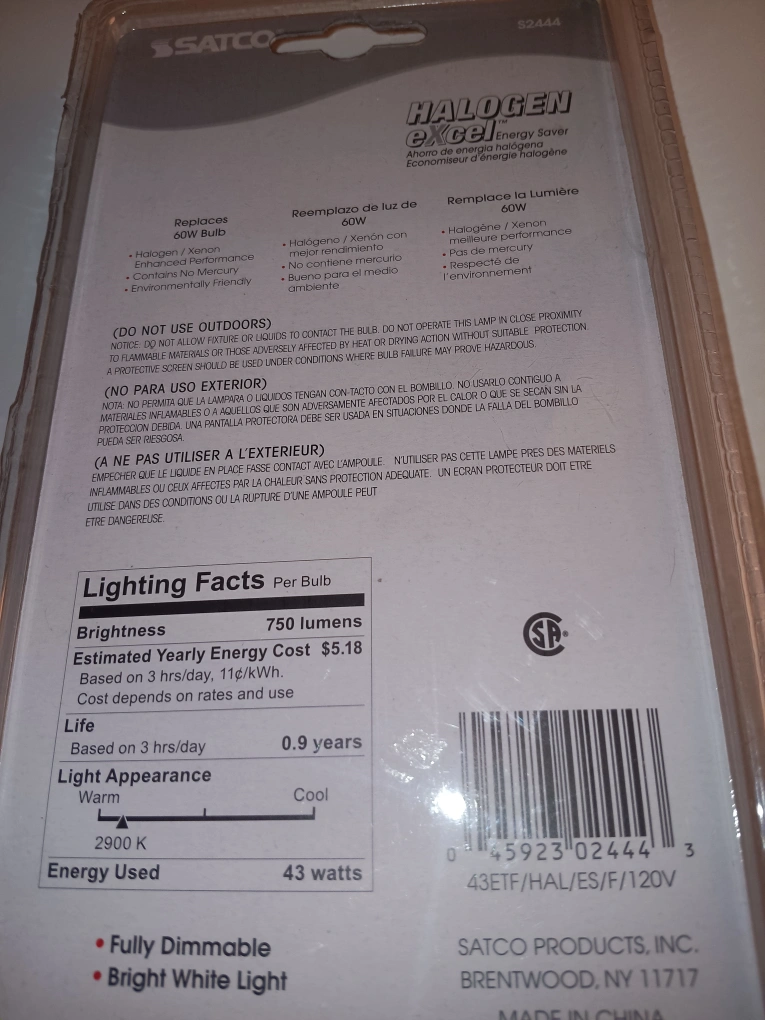 SATCO
S2444
HALOGEN
eXcel™ Energy Saver
Ahorro de energia halógena
Economiseur d'énergie halogène
Replaces
60W Bulb
• Halogen / Xenon
Enhanced Performance
• Contains No Mercury
• Environmentally Friendly
Reemplazo de luz de
60W
• Halógeno / Xenón con
mejor rendimiento
• No contiene mercurio
• Bueno para el medio
ambiente
Remplace la Lumière
60W
• Halogène / Xenon
meilleure performance
• Pas de mercury
• Respecté de
l'environnement
(DO NOT USE OUTDOORS)
NOTICE: DO NOT ALLOW FIXTURE OR LIQUIDS TO CONTACT THE BULB. DO NOT OPERATE THIS LAMP IN CLOSE PROXIMITY
TO FLAMMABLE MATERIALS OR THOSE ADVERSELY AFFECTED BY HEAT OR DRYING ACTION WITHOUT SUITABLE PROTECTION.
A PROTECTIVE SCREEN SHOULD BE USED UNDER CONDITIONS WHERE BULB FAILURE MAY PROVE HAZARDOUS.
(NO PARA USO EXTERIOR)
NOTA: NO PERMITA QUE LA LAMPARA O LIQUIDOS TENGAN CON-TACTO CON EL BOMBILLO. NO USARLO CONTIGUO A
MATERIALES INFLAMABLES O A AQUELLOS QUE SON ADVERSAMENTE AFECTADOS POR EL CALOR O QUE SE SECAN SIN LA
PROTECCION DEBIDA. UNA PANTALLA PROTECTORA DEBE SER USADA EN SITUACIONES DONDE LA FALLA DEL BOMBILLO
PUEDA SER RIESGOSA.
(A NE PAS UTILISER A L'EXTERIEUR)
EMPECHER QUE LE LIQUIDE EN PLACE FASSE CONTACT AVEC L'AMPOULE. N'UTILISER PAS CETTE LAMPE PRES DES MATERIELS
INFLAMMABLES OU CEUX AFFECTES PAR LA CHALEUR SANS PROTECTION ADEQUATE. UN ECRAN PROTECTEUR DOIT ETRE
UTILISE DANS DES CONDITIONS OU LA RUPTURE D'UNE AMPOULE PEUT
ETRE DANGEREUSE.
Lighting Facts Per Bulb
Brightness 750 lumens
Estimated Yearly Energy Cost $5.18
Based on 3 hrs/day, 11¢/kWh.
Cost depends on rates and use
Life
Based on 3 hrs/day 0.9 years
Light Appearance
Warm Cool
2900 K
Energy Used 43 watts
SA®
0 45923 02444 3
43ETF/HAL/ES/F/120V
• Fully Dimmable
• Bright White Light
SATCO PRODUCTS, INC.
BRENTWOOD, NY 11717
MADE IN CHINA